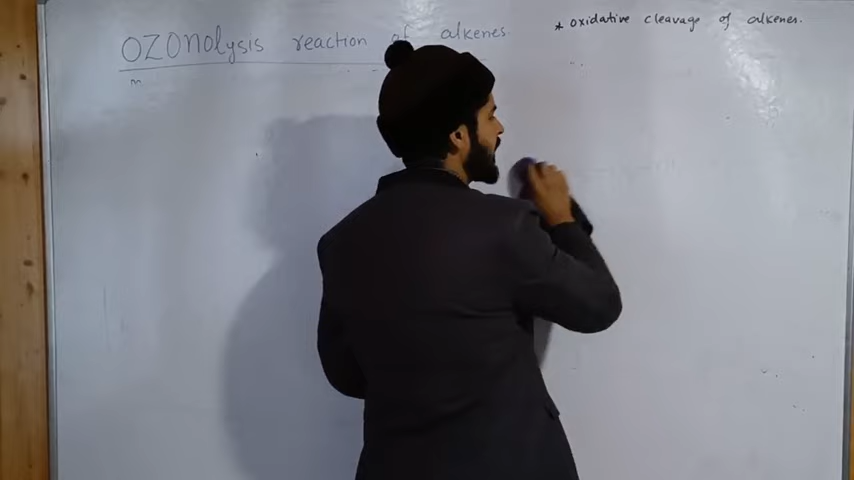 OZONOlysis reaction of alkenes.
* oxidative cleavage of alkenes.